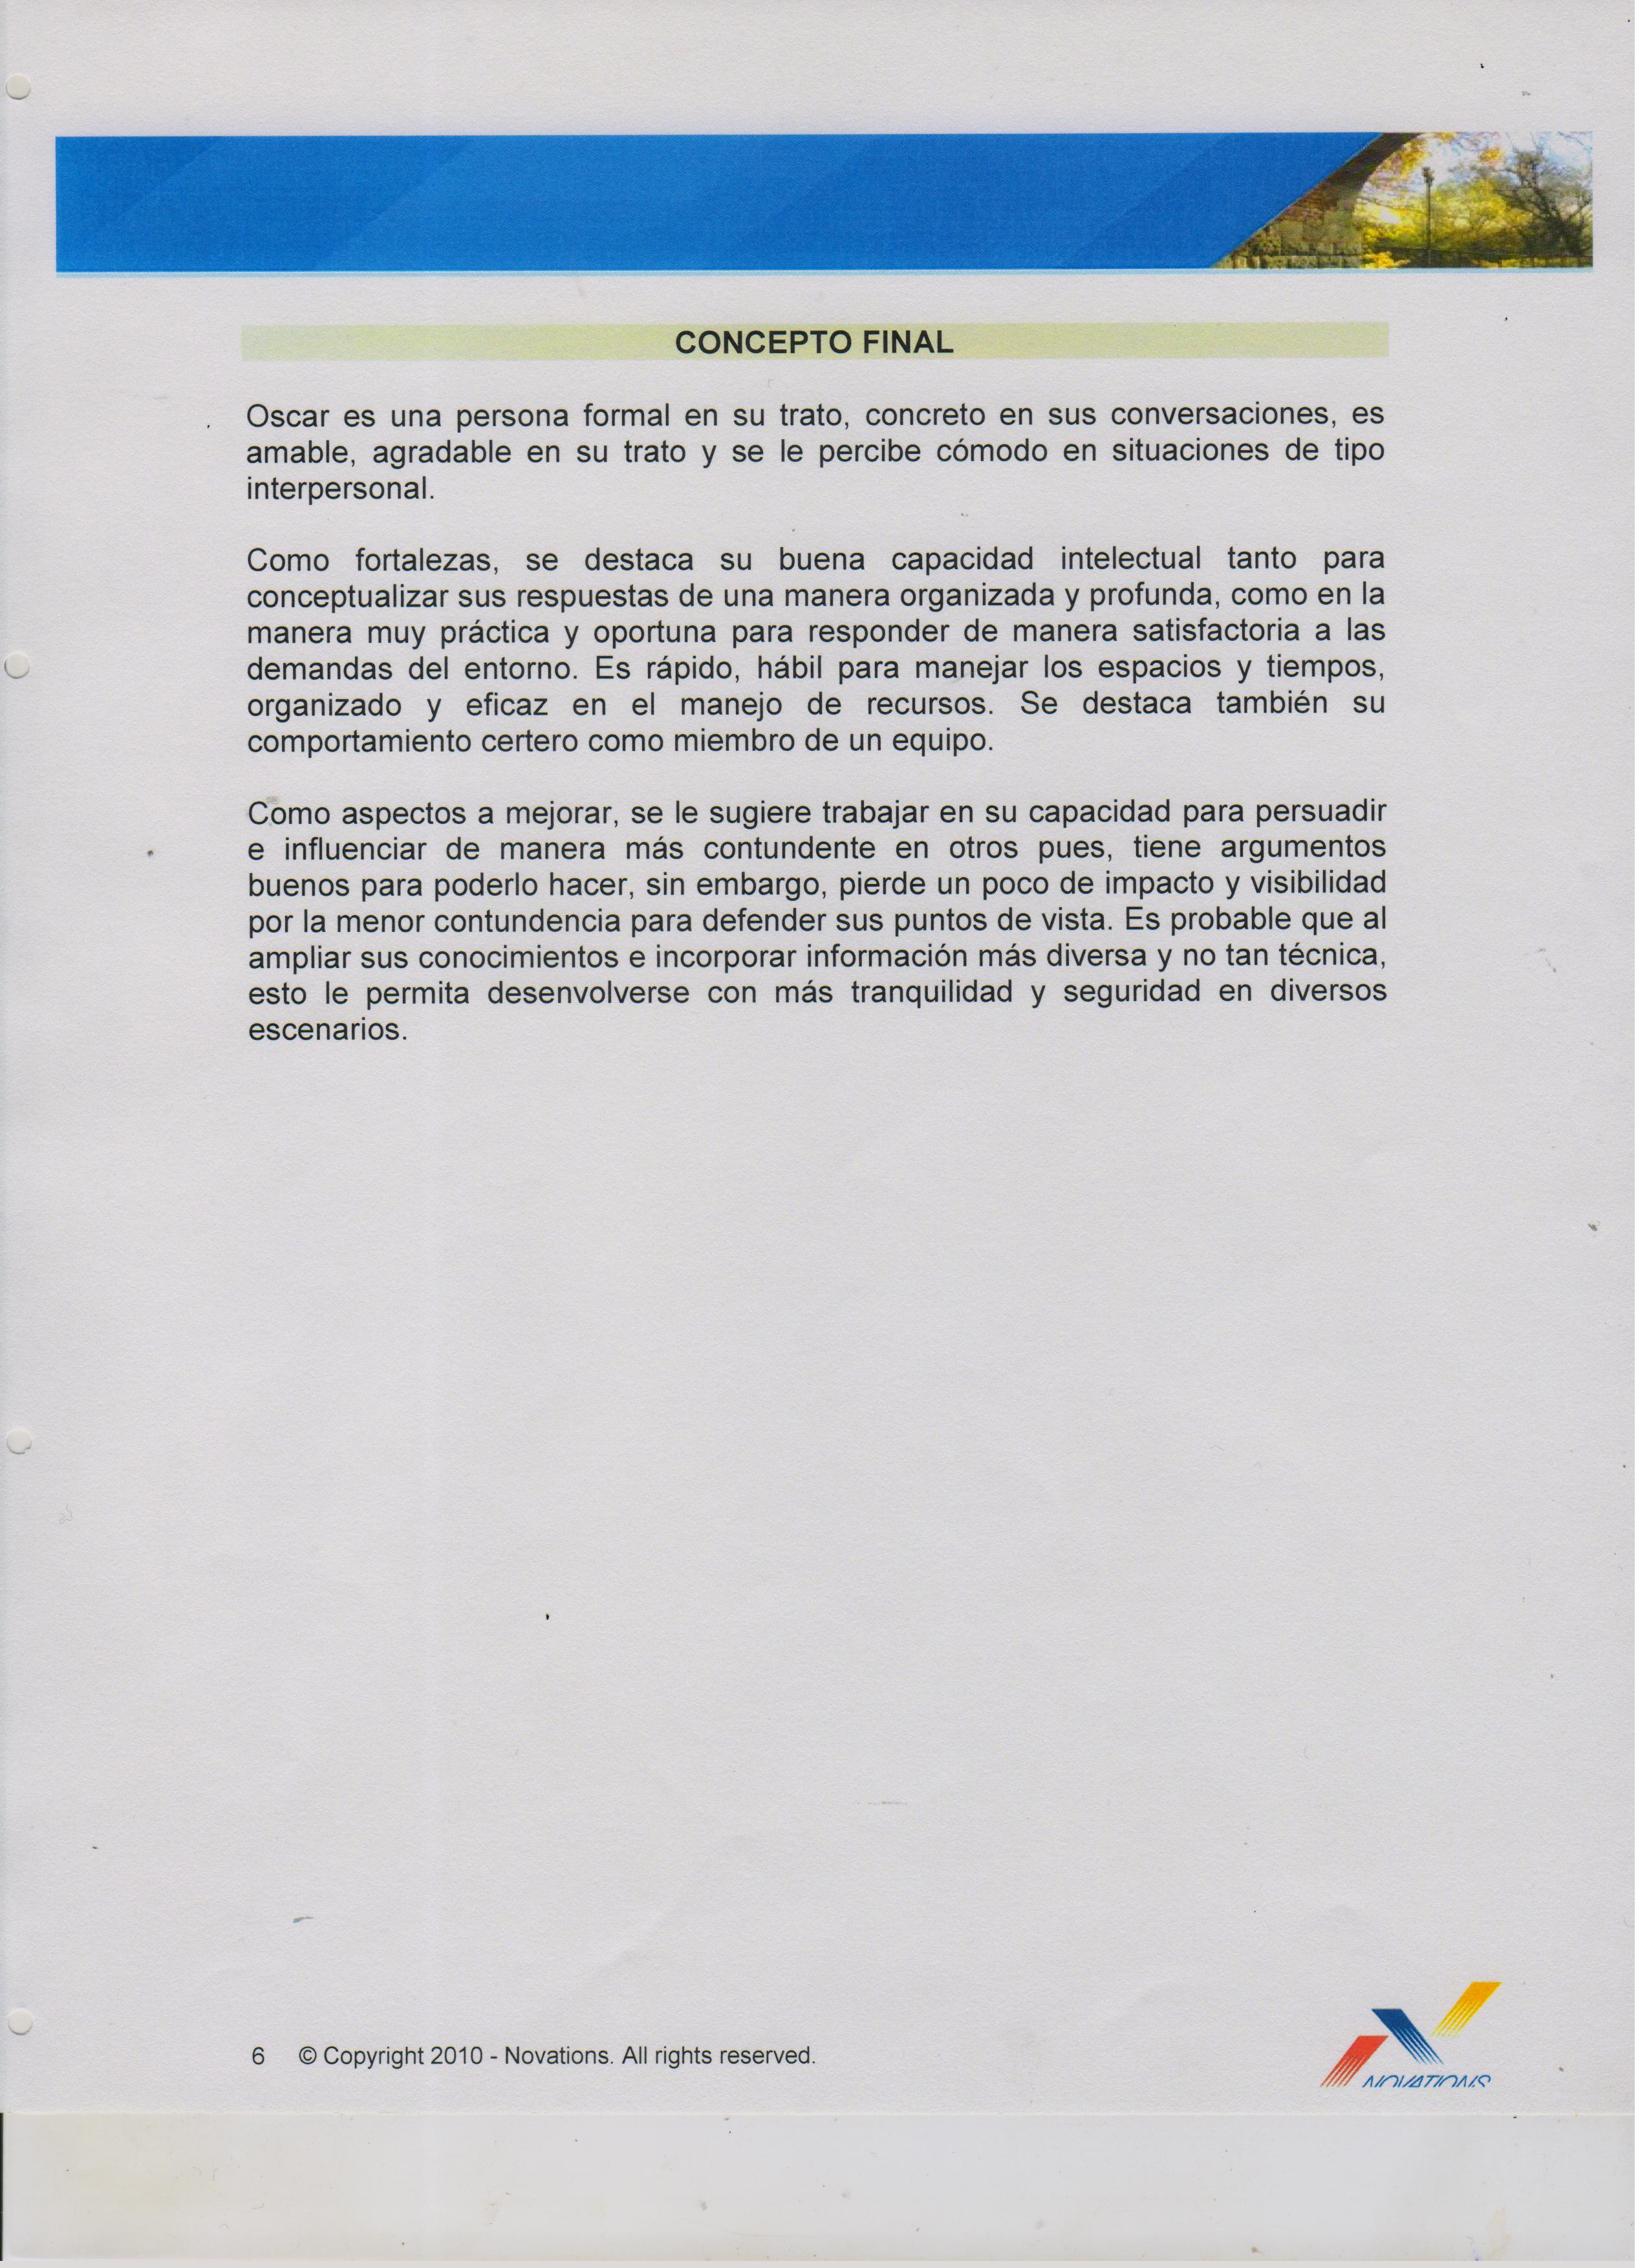 CONCEPTO FINAL
Oscar es una persona formal en su trato, concreto en sus conversaciones, es
amable, agradable en su trato y se le percibe cómodo en situaciones de tipo
interpersonal.
Como fortalezas, se destaca su buena capacidad intelectual tanto para
conceptualizar sus respuestas de una manera organizada y profunda, como en la
manera muy práctica y oportuna para responder de manera satisfactoria a las
demandas del entorno. Es rápido, hábil para manejar los espacios y tiempos,
organizado y eficaz en el manejo de recursos. Se destaca también su
comportamiento certero como miembro de un equipo.
Como aspectos a mejorar, se le sugiere trabajar en su capacidad para persuadir
e influenciar de manera más contundente en otros pues, tiene argumentos
buenos para poderlo hacer, sin embargo, pierde un poco de impacto y visibilidad
por la menor contundencia para defender sus puntos de vista. Es probable que al
ampliar sus conocimientos e incorporar información más diversa y no tan técnica,
esto le permita desenvolverse con más tranquilidad y seguridad en diversos
escenarios.
6 © Copyright 2010 - Novations. All rights reserved.
NOVATIONS